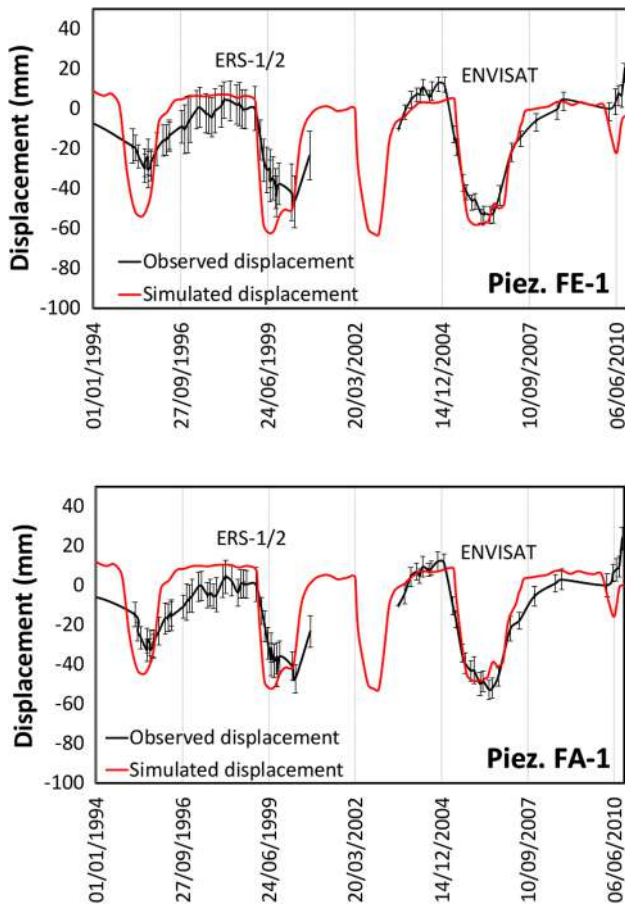 40
20
0
-20
-40
-60
-80
-100
Displacement (mm)
ERS-1/2
ENVISAT
Observed displacement
Simulated displacement
Piez. FE-1
01/01/1994
27/09/1996
24/06/1999
20/03/2002
14/12/2004
10/09/2007
06/06/2010
40
20
0
-20
-40
-60
-80
-100
Displacement (mm)
ERS-1/2
ENVISAT
Observed displacement
Simulated displacement
Piez. FA-1
01/01/1994
27/09/1996
24/06/1999
20/03/2002
14/12/2004
10/09/2007
06/06/2010